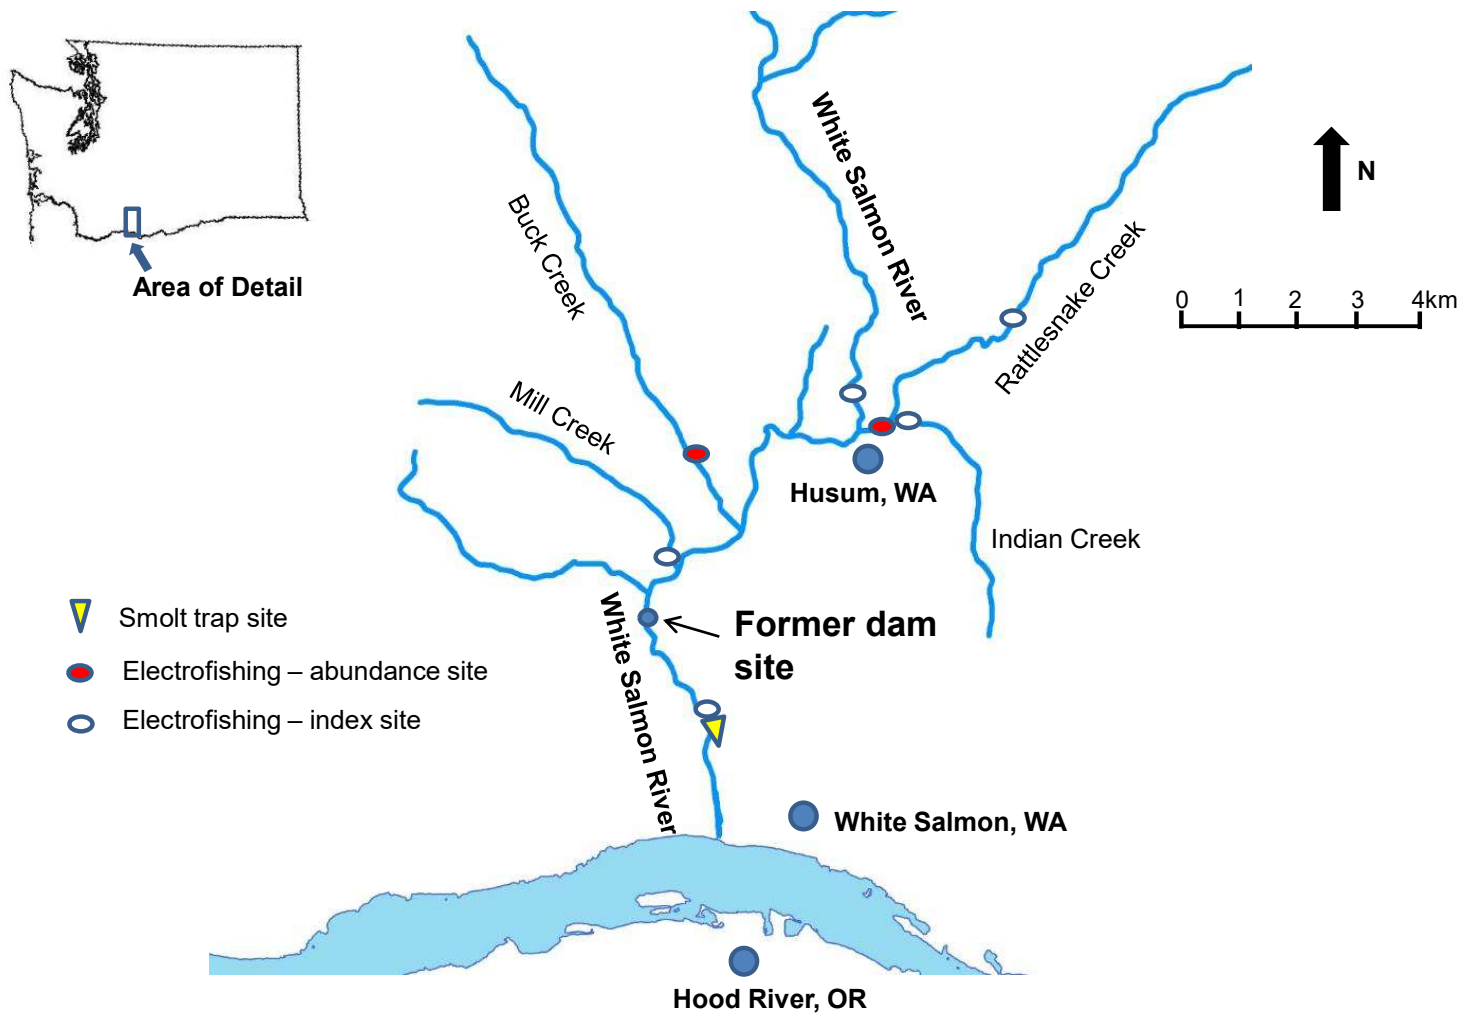 White Salmon River
N
Buck Creek
Rattlesnake Creek
Area of Detail
0 1 2 3 4km
Mill Creek
Husum, WA
Indian Creek
Smolt trap site
Electrofishing – abundance site
Electrofishing – index site
White Salmon River
Former dam
site
White Salmon, WA
Hood River, OR